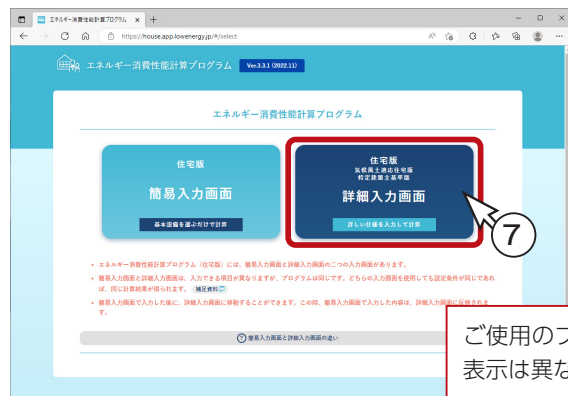 エネルギー消費性能計算プログラム
https://house.app.lowenergy.jp/#/select
エネルギー消費性能計算プログラム Ver.3.3.1 (2022.11)
エネルギー消費性能計算プログラム
住宅版
簡易入力画面
基本設備を選ぶだけで計算
住宅版
気候風土適応住宅版
特定建築主基準版
詳細入力画面
詳しい仕様を入力して計算
⑦
• エネルギー消費性能計算プログラム（住宅版）には、簡易入力画面と詳細入力画面の二つの入力画面があります。
• 簡易入力画面と詳細入力画面は、入力できる項目が異なりますが、プログラムは同じです。どちらの入力画面を使用しても設定条件が同じであれ
ば、同じ計算結果が得られます。 補足資料
• 簡易入力画面で入力した後に、詳細入力画面に移動することができます。この時、簡易入力画面で入力した内容は、詳細入力画面に反映されま
す。
? 簡易入力画面と詳細入力画面の違い
ご使用のブ
表示は異な